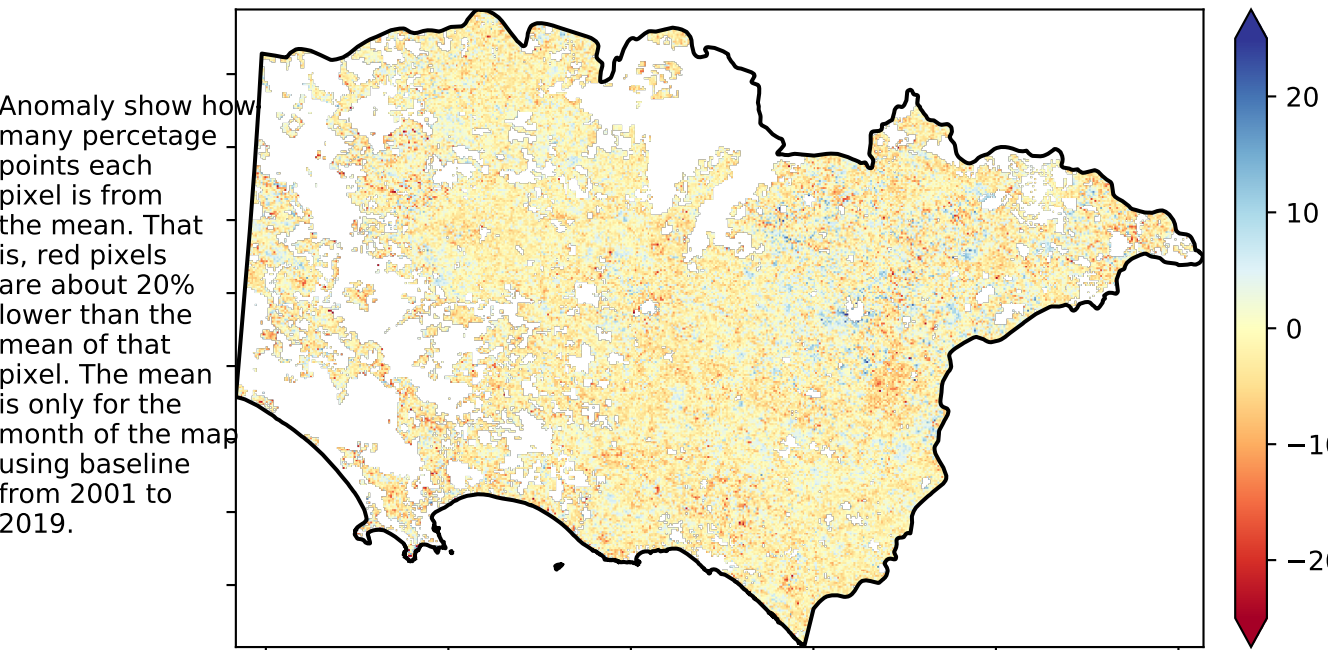 Anomaly show how
many percetage
points each
pixel is from
the mean. That
is, red pixels
are about 20%
lower than the
mean of that
pixel. The mean
is only for the
month of the map
using baseline
from 2001 to
2019.
20
10
0
−10
−20